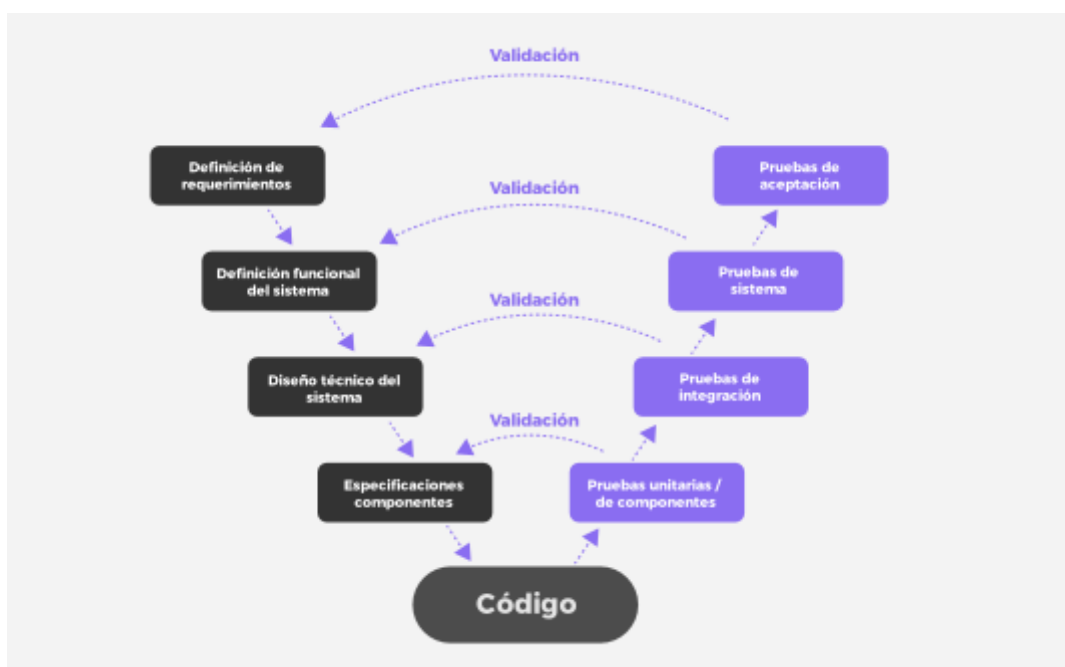 Validación
Definición de
requerimientos
Pruebas de
aceptación
Validación
Definición funcional
del sistema
Pruebas de
sistema
Validación
Diseño técnico del
sistema
Pruebas de
integración
Validación
Especificaciones
componentes
Pruebas unitarias /
de componentes
Código